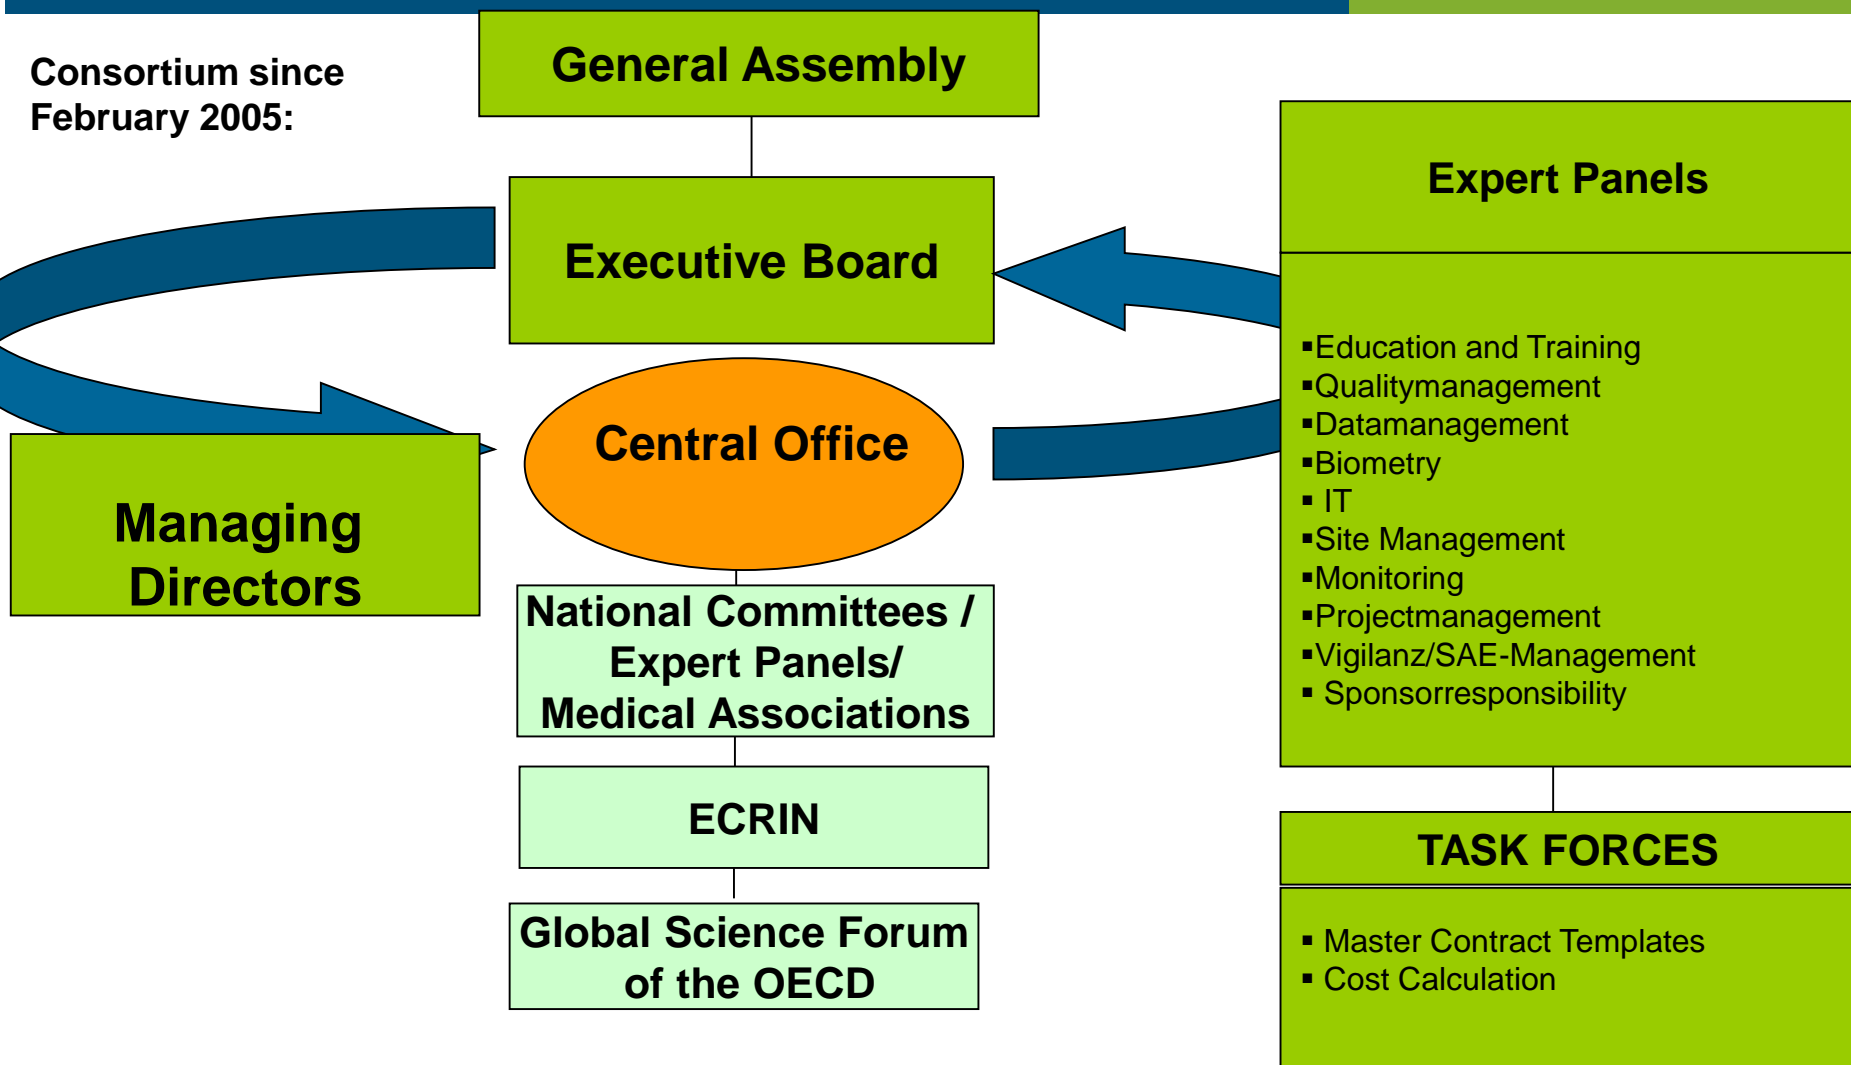 Consortium since
February 2005:
General Assembly
Executive Board
Central Office
Managing
Directors
National Committees /
Expert Panels/
Medical Associations
ECRIN
Global Science Forum
of the OECD
Expert Panels
▪Education and Training
▪Qualitymanagement
▪Datamanagement
▪Biometry
▪ IT
▪Site Management
▪Monitoring
▪Projectmanagement
▪Vigilanz/SAE-Management
▪ Sponsorresponsibility
TASK FORCES
▪ Master Contract Templates
▪ Cost Calculation